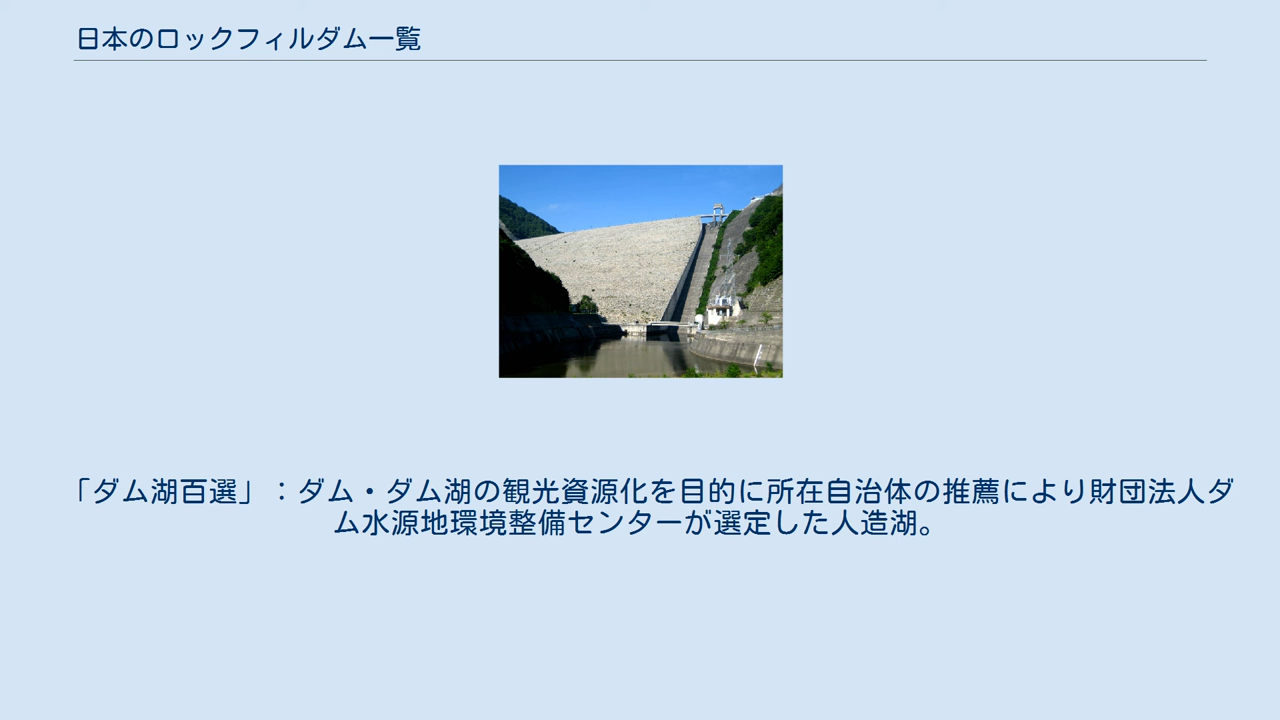 日本のロックフィルダム一覧
「ダム湖百選」：ダム・ダム湖の観光資源化を目的に所在自治体の推薦により財団法人ダ
ム水源地環境整備センターが選定した人造湖。